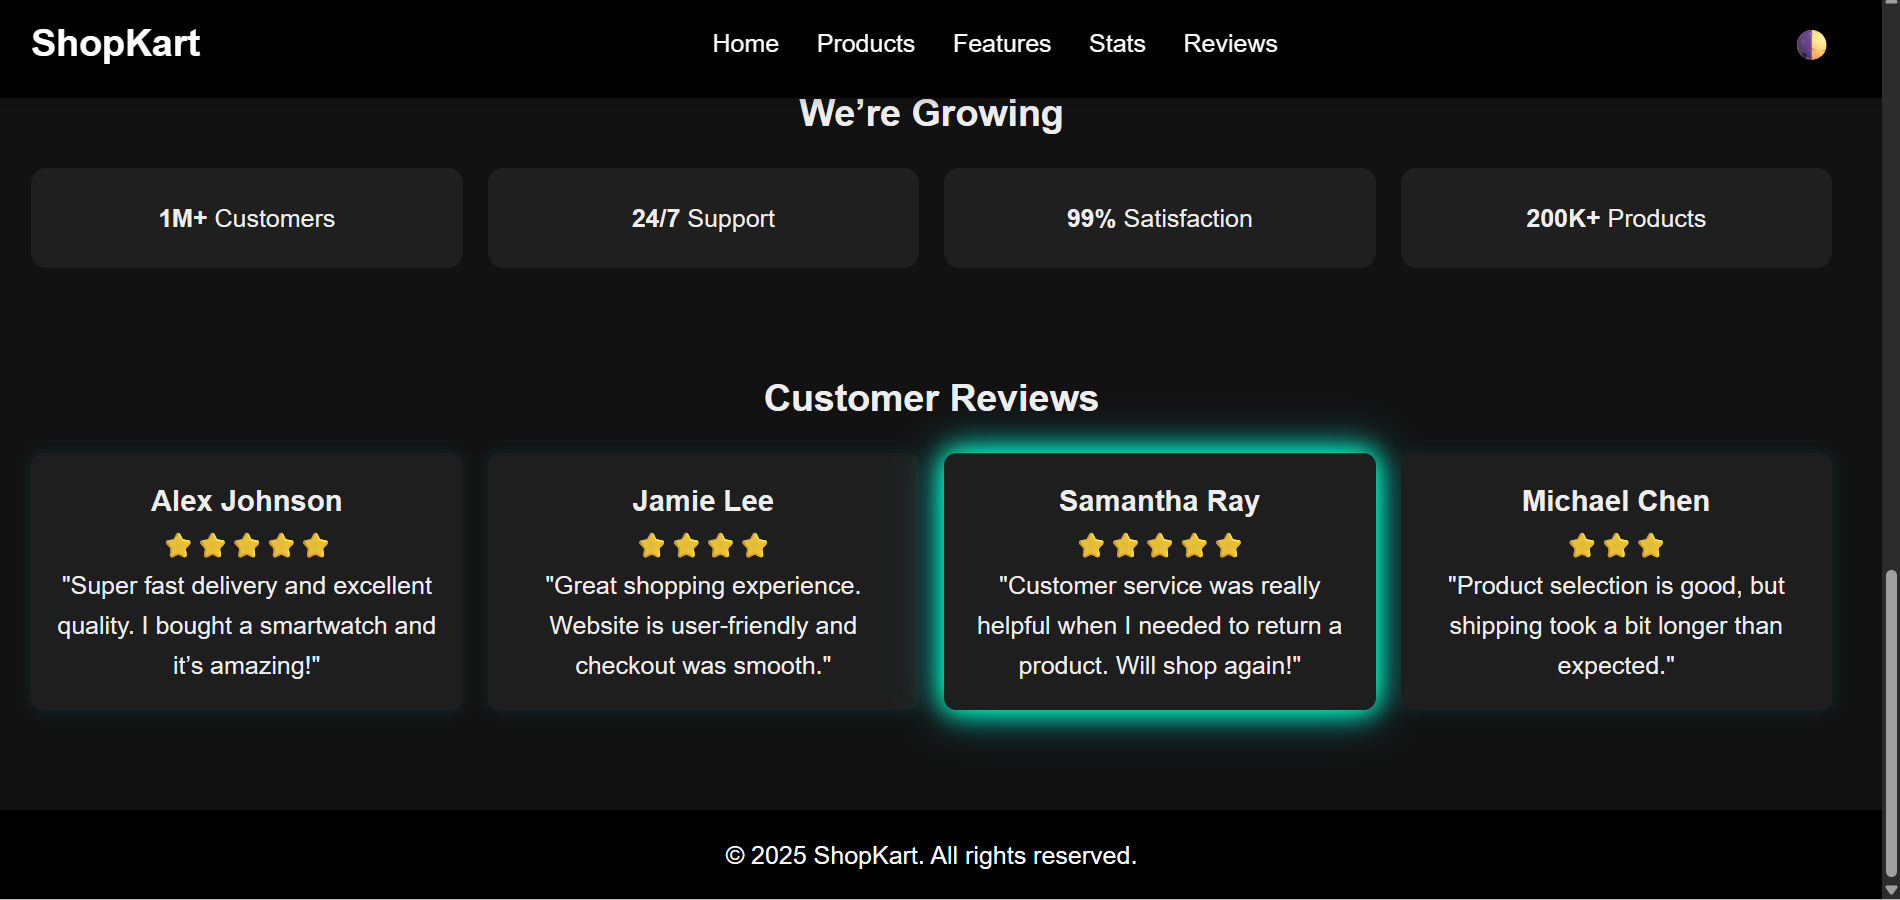 ShopKart
Home Products Features Stats Reviews
We’re Growing
1M+ Customers
24/7 Support
99% Satisfaction
200K+ Products
Customer Reviews
Alex Johnson
"Super fast delivery and excellent
quality. I bought a smartwatch and
it’s amazing!"
Jamie Lee
"Great shopping experience.
Website is user-friendly and
checkout was smooth."
Samantha Ray
"Customer service was really
helpful when I needed to return a
product. Will shop again!"
Michael Chen
"Product selection is good, but
shipping took a bit longer than
expected."
© 2025 ShopKart. All rights reserved.